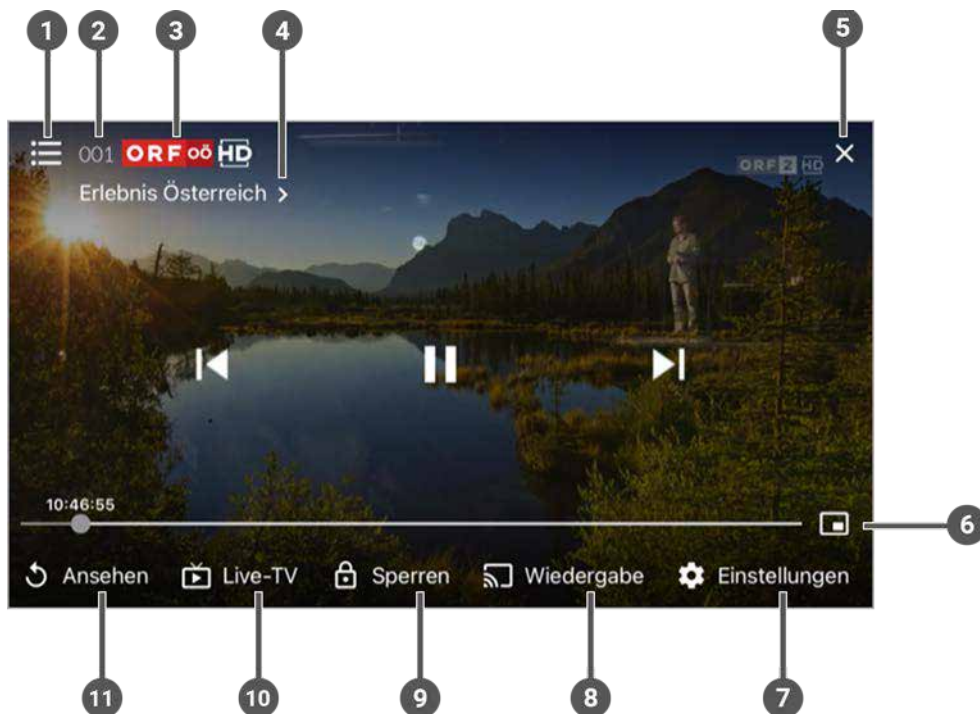 1 2 3 4 5
001 ORF oö HD
ORF 2 HD
Erlebnis Österreich
10:46:55
6
Ansehen Live-TV Sperren Wiedergabe Einstellungen
11 10 9 8 7